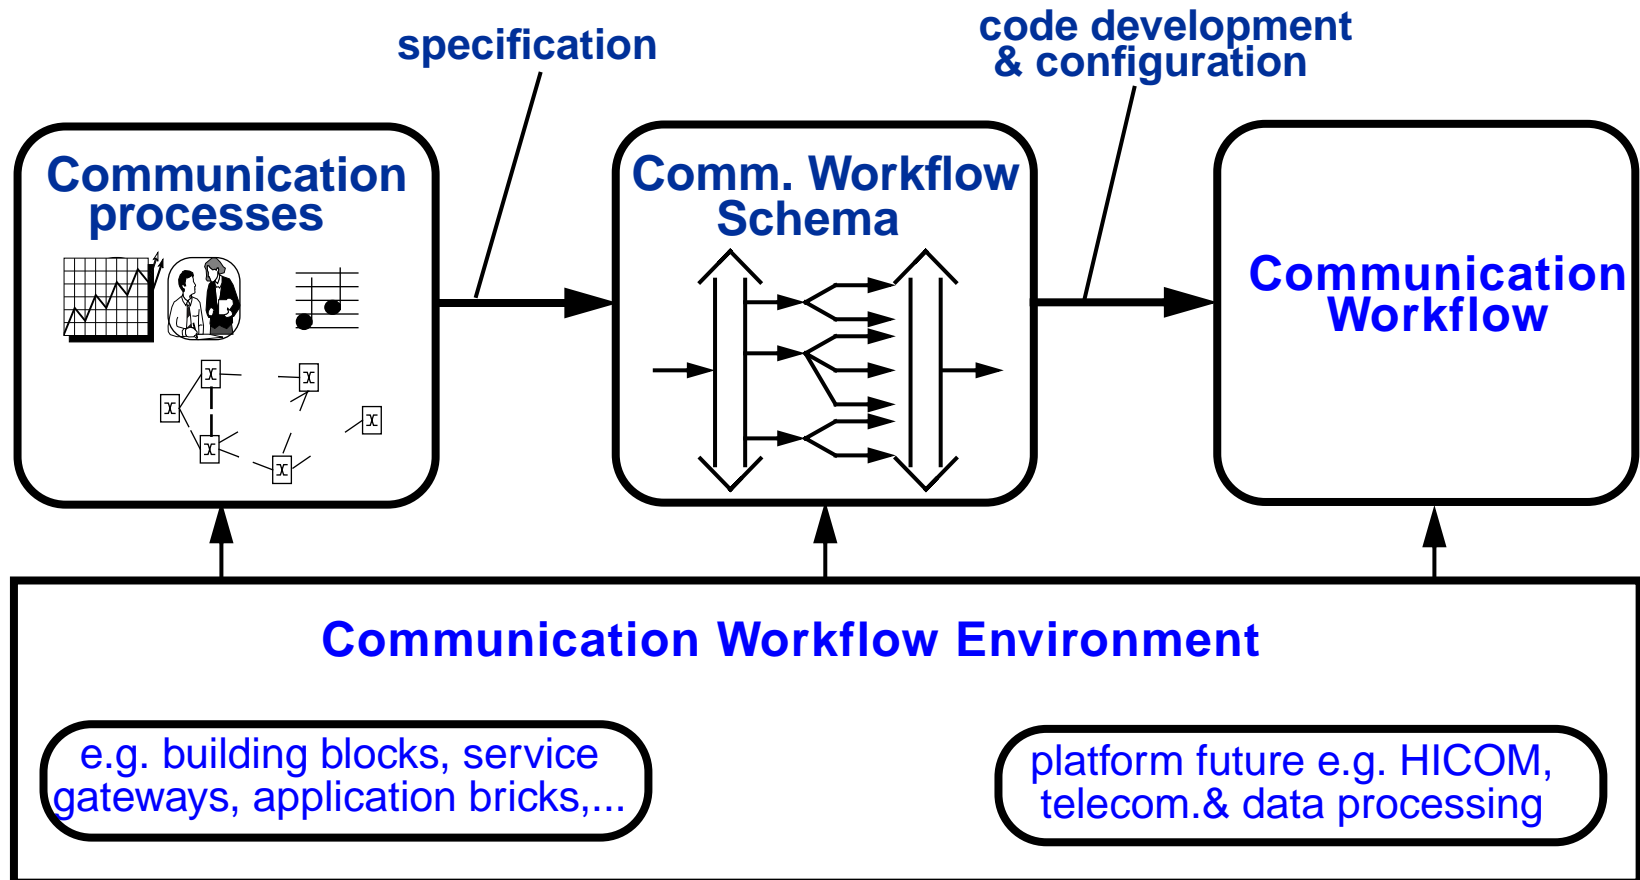 specification
code development
& configuration
Communication
processes
Comm. Workflow
Schema
Communication
Workflow
Communication Workflow Environment
e.g. building blocks, service
gateways, application bricks,...
platform future e.g. HICOM,
telecom.& data processing